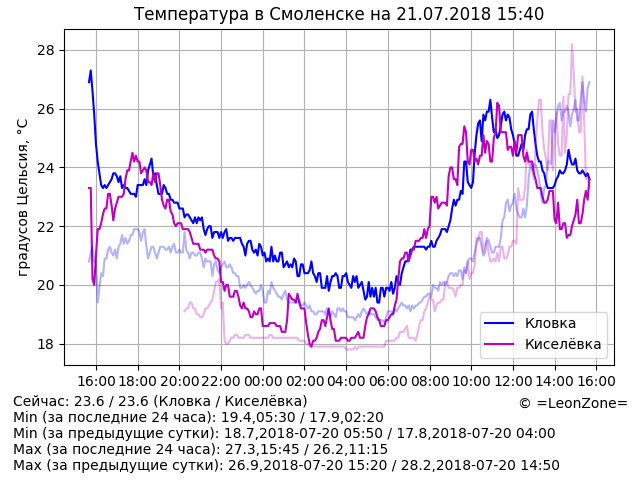 Температура в Смоленске на 21.07.2018 15:40
градусов Цельсия, °C
28
26
24
22
20
18
16:00 18:00 20:00 22:00 00:00 02:00 04:00 06:00 08:00 10:00 12:00 14:00 16:00
Кловка
Киселёвка
Сейчас: 23.6 / 23.6 (Кловка / Киселёвка)
© =LeonZone=
Min (за последние 24 часа): 19.4,05:30 / 17.9,02:20
Min (за предыдущие сутки): 18.7,2018-07-20 05:50 / 17.8,2018-07-20 04:00
Max (за последние 24 часа): 27.3,15:45 / 26.2,11:15
Max (за предыдущие сутки): 26.9,2018-07-20 15:20 / 28.2,2018-07-20 14:50